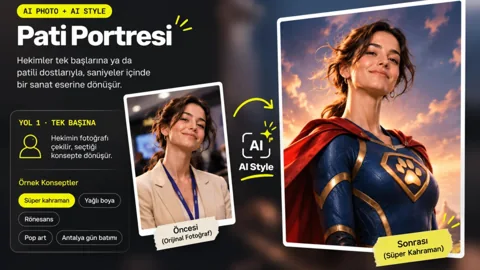 AI PHOTO + AI STYLE
Pati Portresi
Hekimler tek başlarına ya da
patili dostlarıyla, saniyeler içinde
bir sanat eserine dönüşür.
YOL 1 - TEK BAŞINA
Hekimin fotoğrafı
çekilir, seçtiği
konsepte dönüşür.
Örnek Konseptler
Süper kahraman
Yağlı boya
Rönesans
Pop art
Antalya gün batımı
Öncesi
(Orijinal Fotoğraf)
AI
AI Style
Sonrası
(Süper Kahraman)